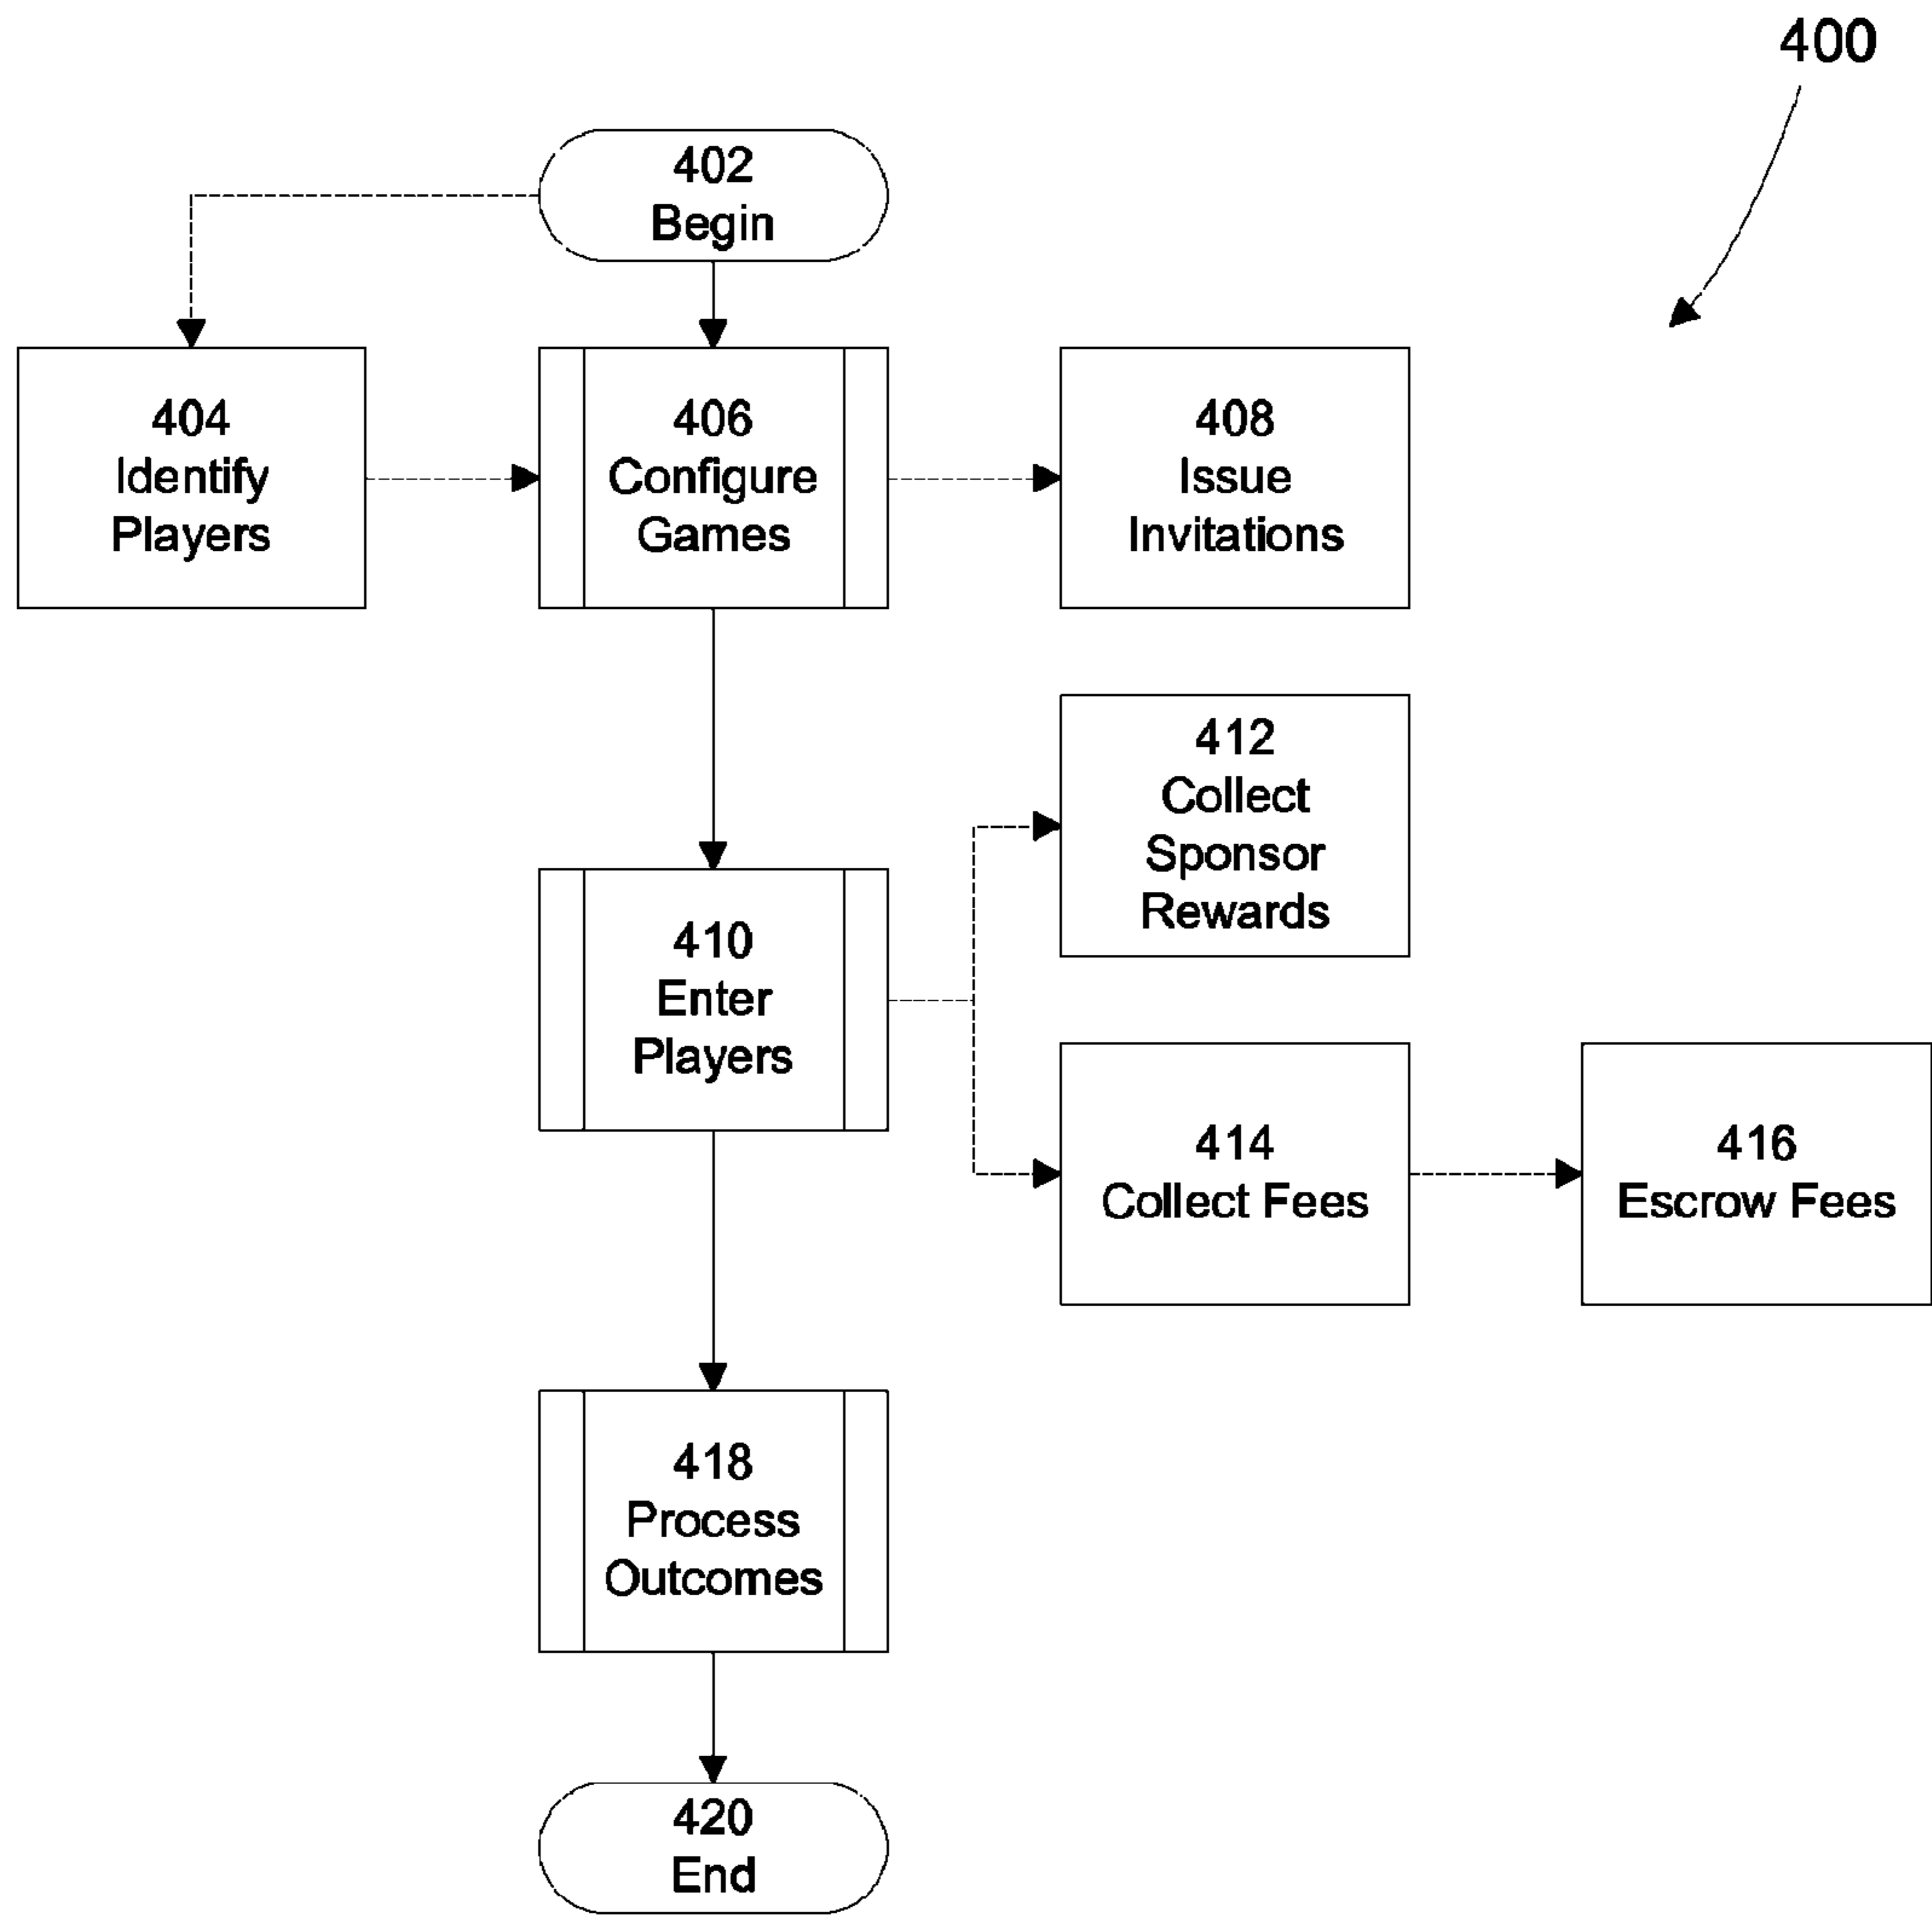 400
402
Begin
404
Identify
Players
406
Configure
Games
408
Issue
Invitations
412
Collect
Sponsor
Rewards
410
Enter
Players
414
Collect Fees
416
Escrow Fees
418
Process
Outcomes
420
End